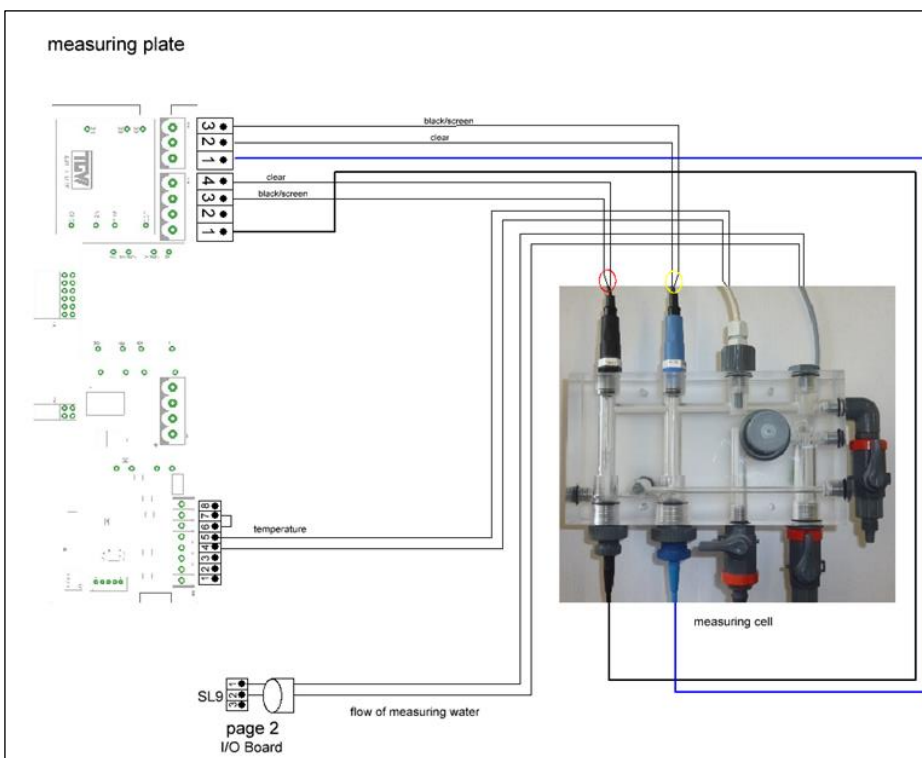 measuring plate
black/screen
3
2
clear
1
4
clear
3
black/screen
2
1
8
7
6
temperature
5
4
3
2
1
measuring cell
1
SL9
2
3
flow of measuring water
page 2
I/O Board